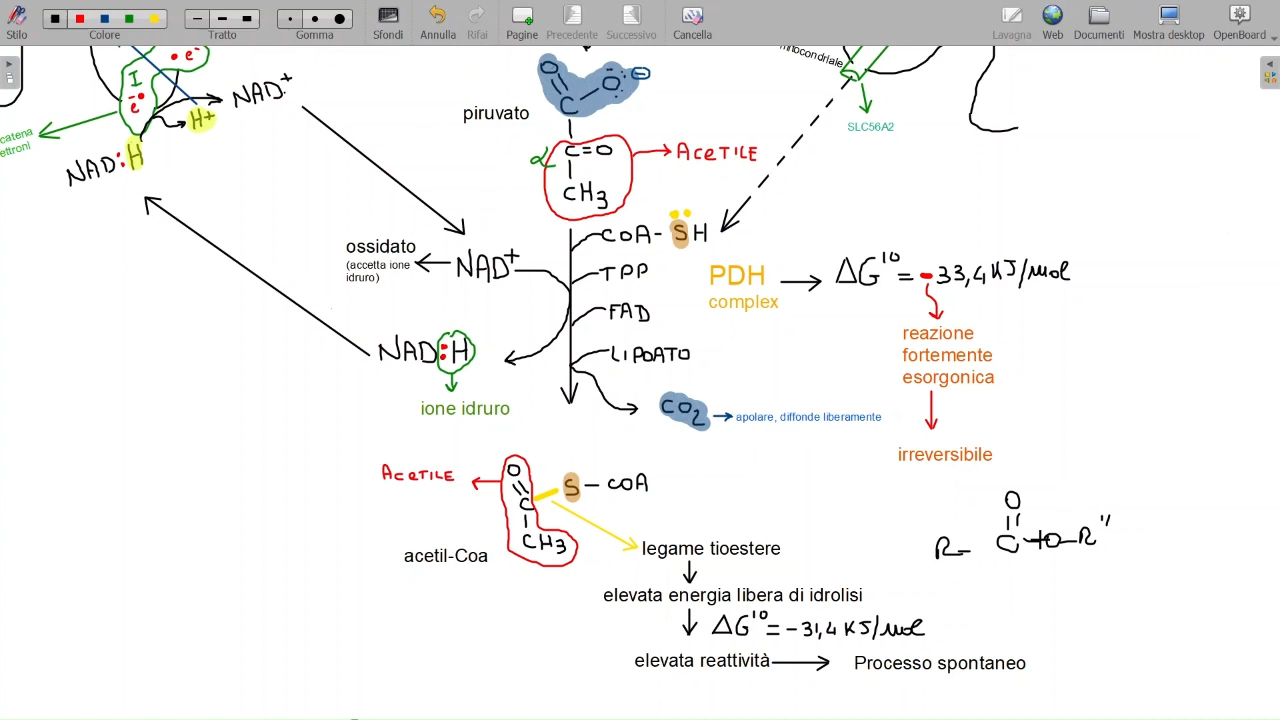 Stilo
Colore
Tratto
Gomma
Sfondi
Annulla
Rifai
Pagine
Precedente
Successivo
Cancella
Lavagna
Web
Documenti
Mostra desktop
OpenBoard
mitocondriale
SLC56A2
I
e⁻
e⁻
H+
NAD⁺
catena
elettroni
NAD:H
O
O
⊖
C
piruvato
α
C=O
CH3
ACETILE
COA-SH
ossidato
(accetta ione
idruro)
NAD⁺
TPP
FAD
LIPOATO
PDH
complex
ΔG'⁰ = -33,4 KJ/mol
reazione
fortemente
esorgonica
irreversibile
NAD:H
ione idruro
CO2
apolare, diffonde liberamente
ACETILE
O
C
S - COA
CH3
acetil-Coa
legame tioestere
elevata energia libera di idrolisi
ΔG'⁰ = -31,4 KJ/mol
elevata reattività
Processo spontaneo
O
R- C-O-R''